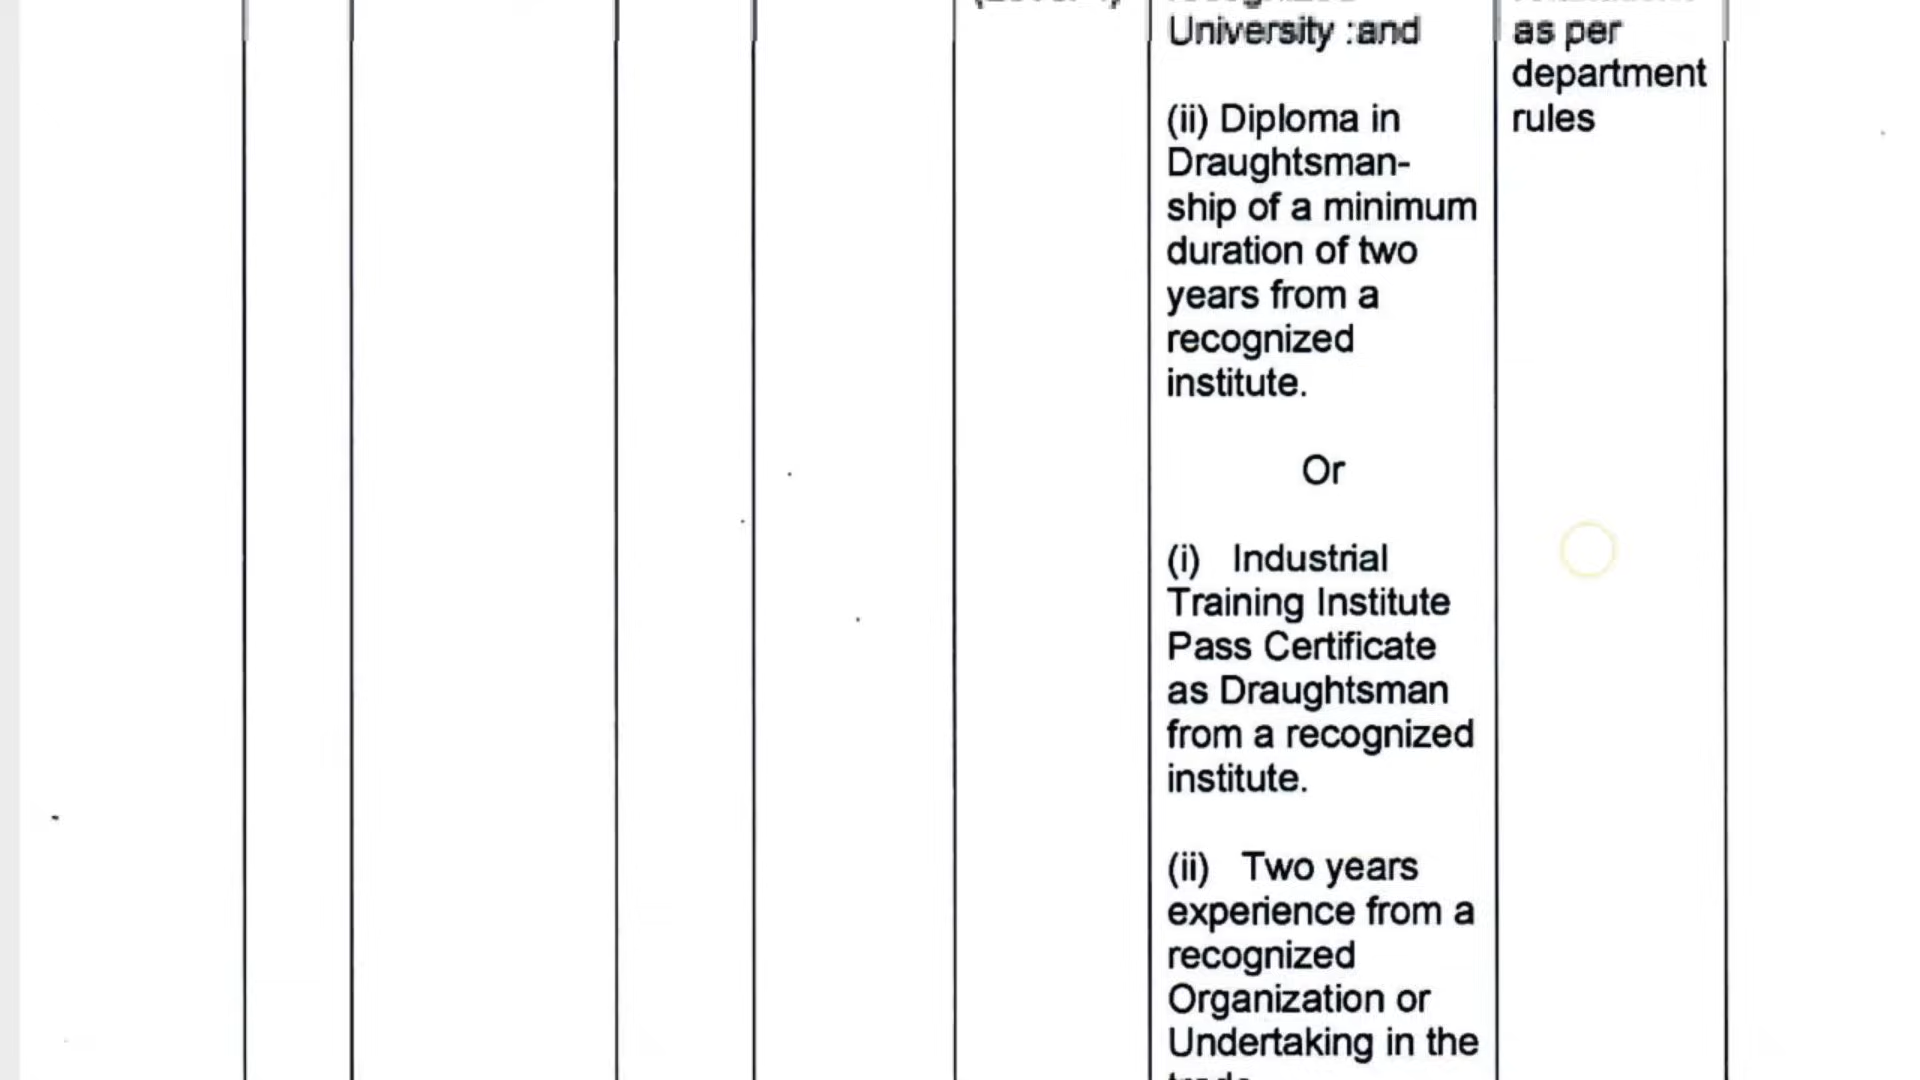 University :and
(ii) Diploma in
Draughtsman-
ship of a minimum
duration of two
years from a
recognized
institute.
Or
(i) Industrial
Training Institute
Pass Certificate
as Draughtsman
from a recognized
institute.
(ii) Two years
experience from a
recognized
Organization or
Undertaking in the
as per
department
rules